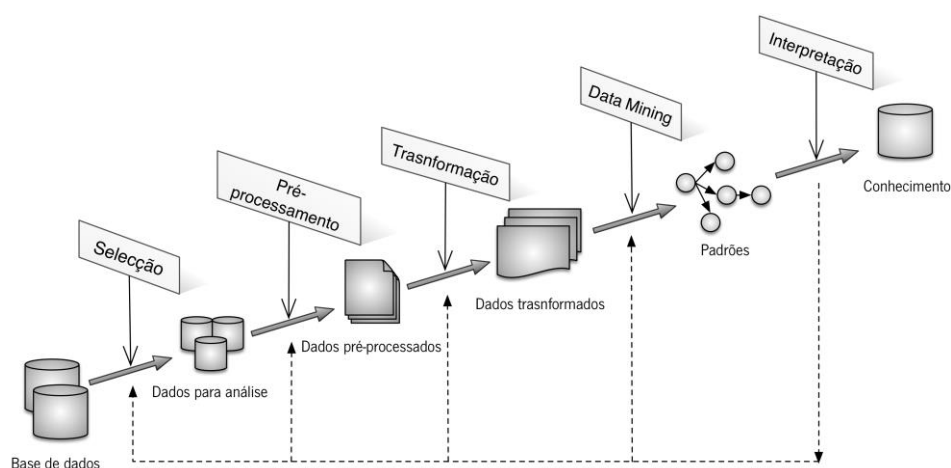 Interpretação
Data Mining
Trasnformação
Pré-
processamento
Selecção
Conhecimento
Padrões
Dados trasnformados
Dados pré-processados
Dados para análise
Base de dados